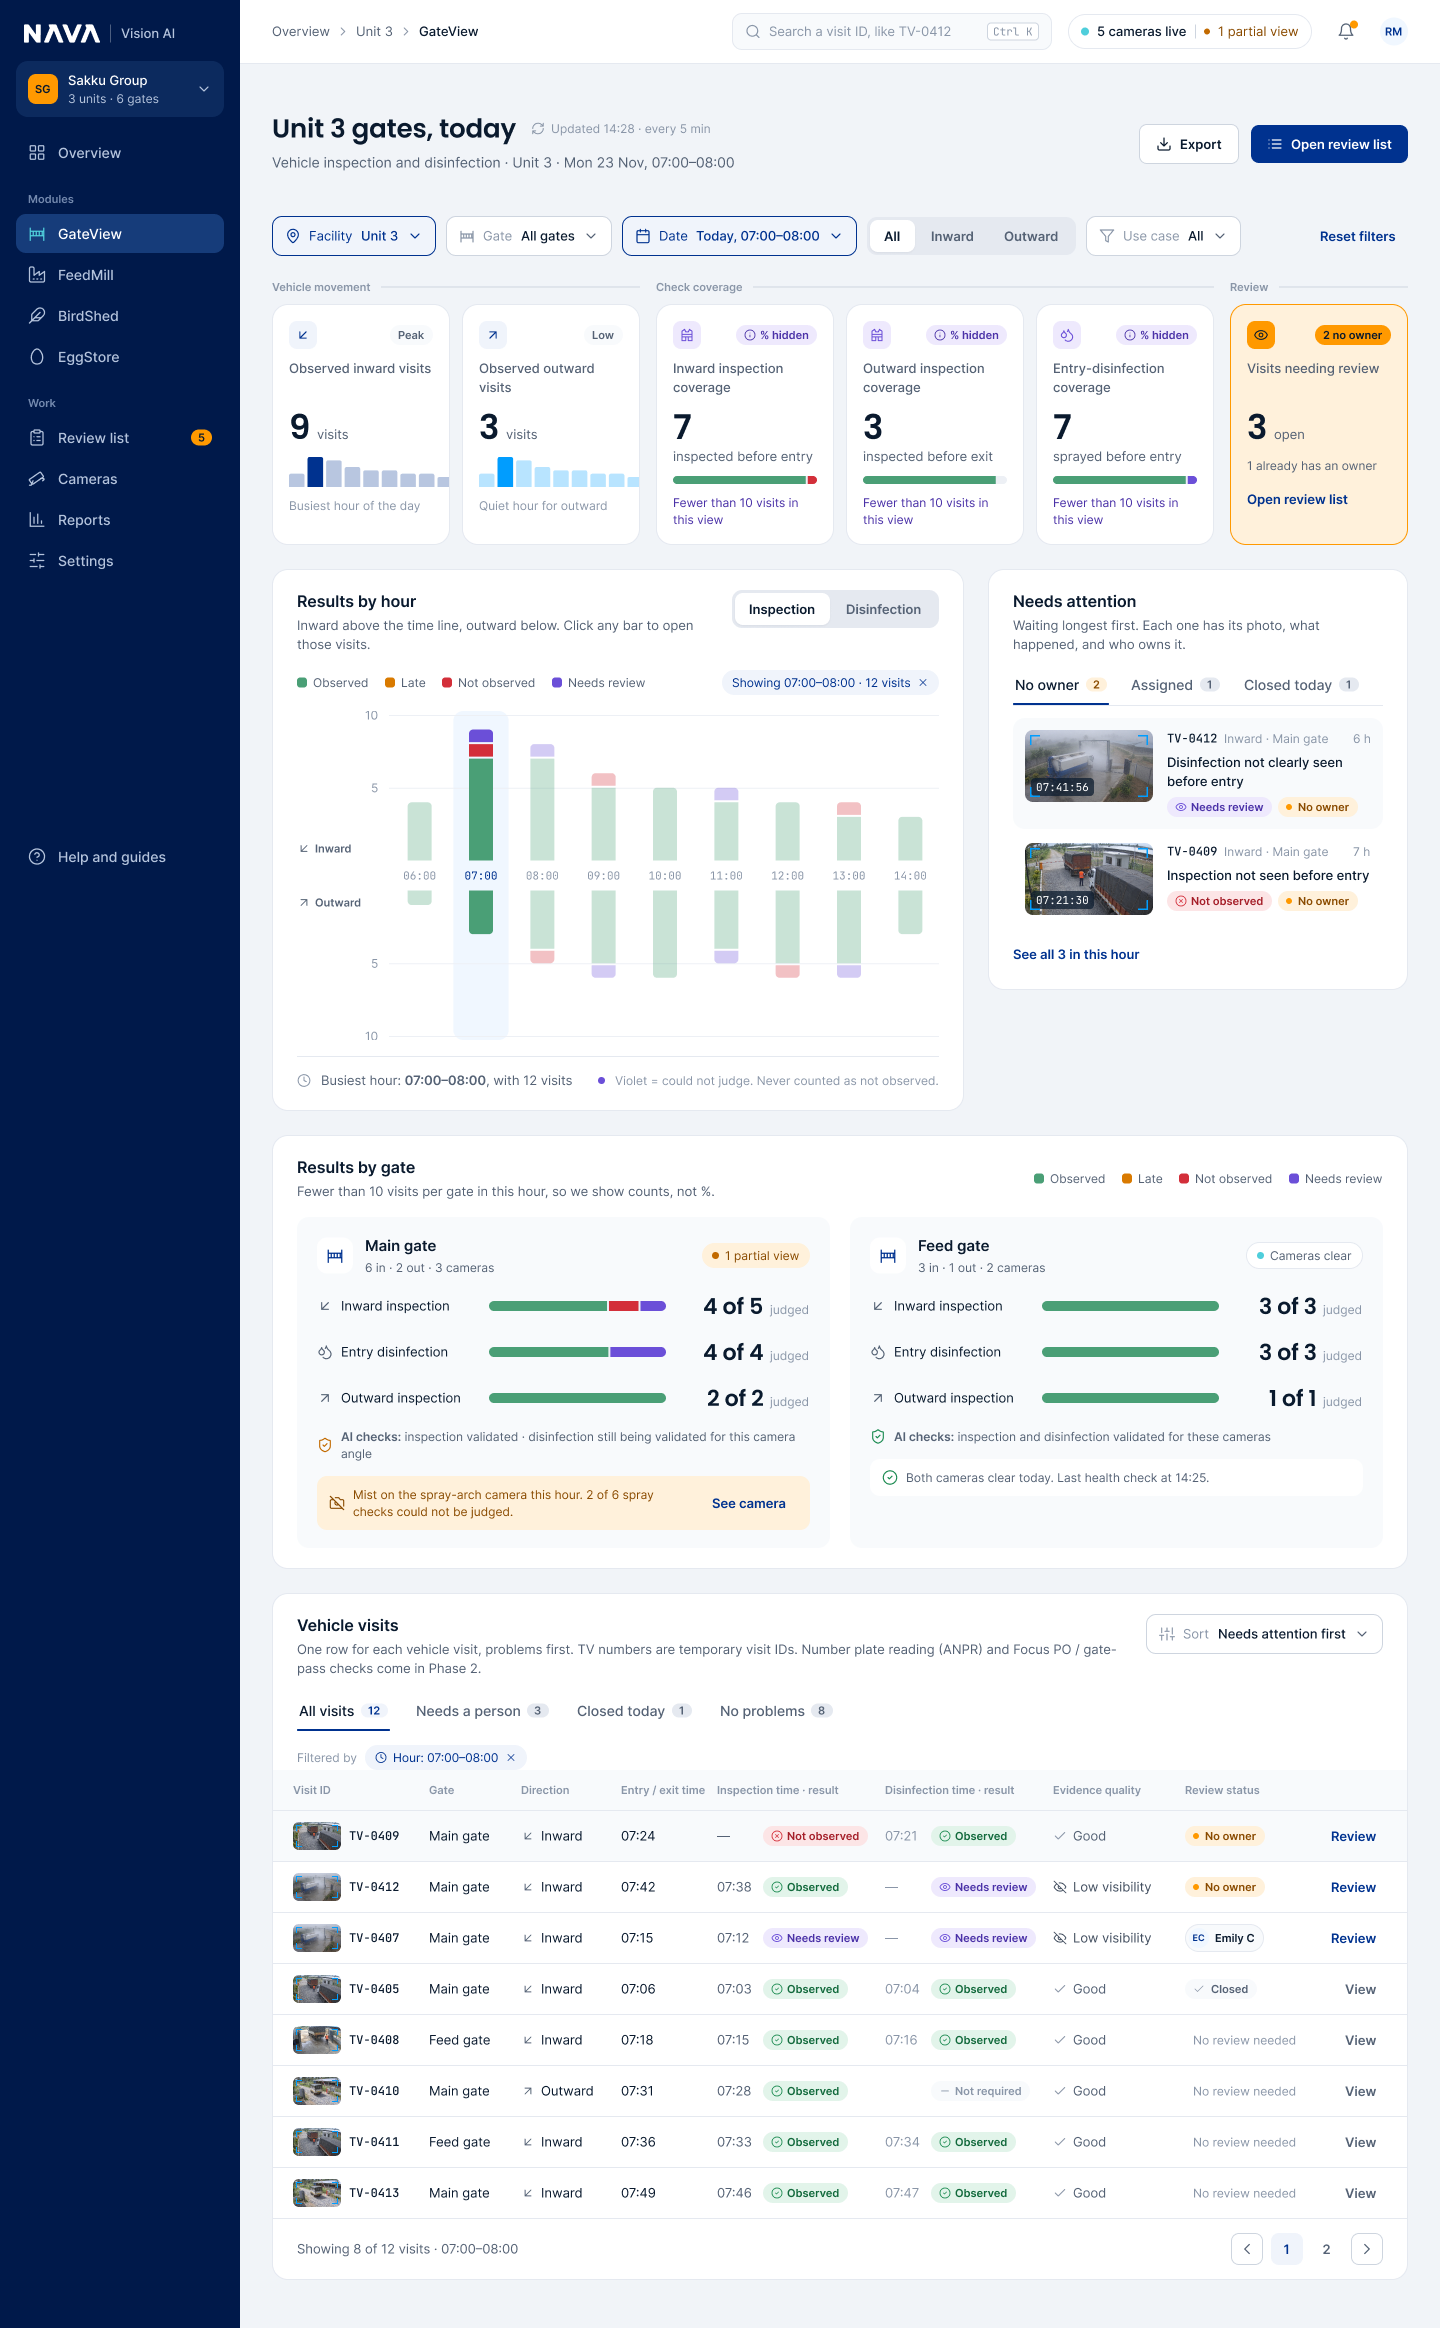 NAVA Vision AI
SG Sakku Group
3 units · 6 gates
Overview
Modules
GateView
FeedMill
BirdShed
EggStore
Work
Review list 5
Cameras
Reports
Settings
Help and guides
Overview > Unit 3 > GateView
Search a visit ID, like TV-0412 Ctrl K
5 cameras live 1 partial view
RM
Unit 3 gates, today Updated 14:28 · every 5 min
Vehicle inspection and disinfection · Unit 3 · Mon 23 Nov, 07:00–08:00
Export
Open review list
Facility Unit 3
Gate All gates
Date Today, 07:00–08:00
All Inward Outward
Use case All
Reset filters
Vehicle movement
Peak
Observed inward visits
9 visits
Busiest hour of the day
Low
Observed outward
visits
3 visits
Quiet hour for outward
Check coverage
% hidden
Inward inspection
coverage
7
inspected before entry
Fewer than 10 visits in
this view
% hidden
Outward inspection
coverage
3
inspected before exit
Fewer than 10 visits in
this view
% hidden
Entry-disinfection
coverage
7
sprayed before entry
Fewer than 10 visits in
this view
Review
2 no owner
Visits needing review
3 open
1 already has an owner
Open review list
Results by hour
Inward above the time line, outward below. Click any bar to open
those visits.
Inspection Disinfection
Observed Late Not observed Needs review
Showing 07:00–08:00 · 12 visits ×
10
5
Inward
06:00 07:00 08:00 09:00 10:00 11:00 12:00 13:00 14:00
Outward
5
10
Busiest hour: 07:00–08:00, with 12 visits
Violet = could not judge. Never counted as not observed.
Needs attention
Waiting longest first. Each one has its photo, what
happened, and who owns it.
No owner 2 Assigned 1 Closed today 1
07:41:56
TV-0412 Inward · Main gate 6 h
Disinfection not clearly seen
before entry
Needs review No owner
07:21:30
TV-0409 Inward · Main gate 7 h
Inspection not seen before entry
Not observed No owner
See all 3 in this hour
Results by gate
Fewer than 10 visits per gate in this hour, so we show counts, not %.
Observed Late Not observed Needs review
Main gate
6 in · 2 out · 3 cameras
1 partial view
Inward inspection 4 of 5 judged
Entry disinfection 4 of 4 judged
Outward inspection 2 of 2 judged
AI checks: inspection validated · disinfection still being validated for this camera
angle
Mist on the spray-arch camera this hour. 2 of 6 spray
checks could not be judged.
See camera
Feed gate
3 in · 1 out · 2 cameras
Cameras clear
Inward inspection 3 of 3 judged
Entry disinfection 3 of 3 judged
Outward inspection 1 of 1 judged
AI checks: inspection and disinfection validated for these cameras
Both cameras clear today. Last health check at 14:25.
Vehicle visits
One row for each vehicle visit, problems first. TV numbers are temporary visit IDs. Number plate reading (ANPR) and Focus PO / gate-
pass checks come in Phase 2.
Sort Needs attention first
All visits 12 Needs a person 3 Closed today 1 No problems 8
Filtered by Hour: 07:00–08:00 ×
Visit ID Gate Direction Entry / exit time Inspection time · result Disinfection time · result Evidence quality Review status
TV-0409 Main gate Inward 07:24 — Not observed 07:21 Observed Good No owner Review
TV-0412 Main gate Inward 07:42 07:38 Observed — Needs review Low visibility No owner Review
TV-0407 Main gate Inward 07:15 07:12 Needs review — Needs review Low visibility EC Emily C Review
TV-0405 Main gate Inward 07:06 07:03 Observed 07:04 Observed Good Closed View
TV-0408 Feed gate Inward 07:18 07:15 Observed 07:16 Observed Good No review needed View
TV-0410 Main gate Outward 07:31 07:28 Observed Not required Good No review needed View
TV-0411 Feed gate Inward 07:36 07:33 Observed 07:34 Observed Good No review needed View
TV-0413 Main gate Inward 07:49 07:46 Observed 07:47 Observed Good No review needed View
Showing 8 of 12 visits · 07:00–08:00
1 2